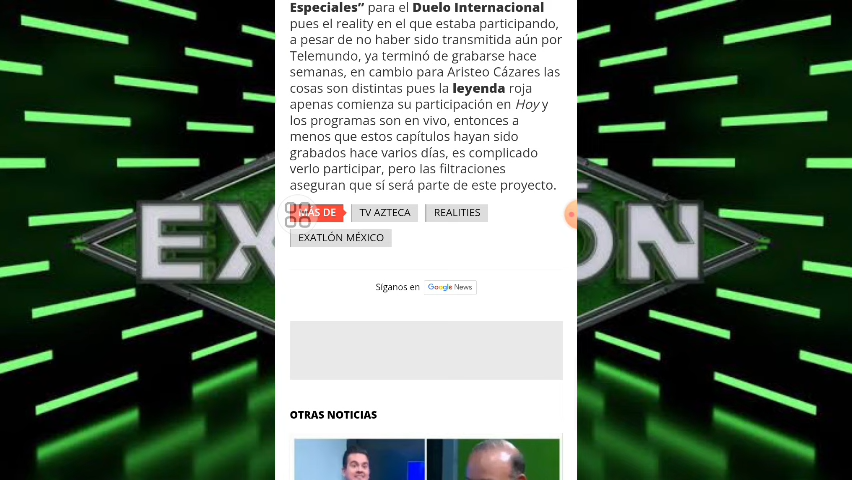 Especiales” para el Duelo Internacional
pues el reality en el que estaba participando,
a pesar de no haber sido transmitida aún por
Telemundo, ya terminó de grabarse hace
semanas, en cambio para Aristeo Cázares las
cosas son distintas pues la leyenda roja
apenas comienza su participación en Hoy y
los programas son en vivo, entonces a
menos que estos capítulos hayan sido
grabados hace varios días, es complicado
verlo participar, pero las filtraciones
aseguran que sí será parte de este proyecto.
MÁS DE TV AZTECA REALITIES
EXATLÓN MÉXICO
EX ÓN
Síganos en Google News
OTRAS NOTICIAS